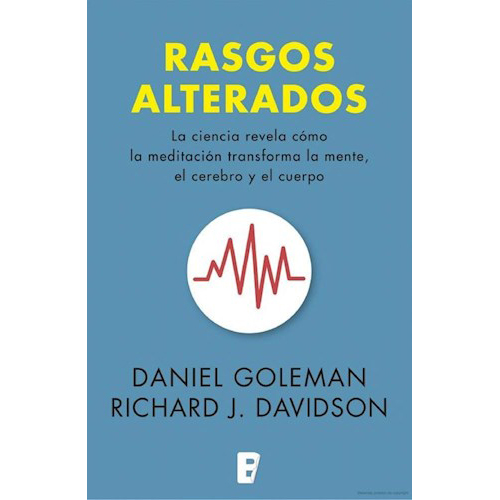 RASGOS
ALTERADOS
La ciencia revela cómo
la meditación transforma la mente,
el cerebro y el cuerpo
DANIEL GOLEMAN
RICHARD J. DAVIDSON
B